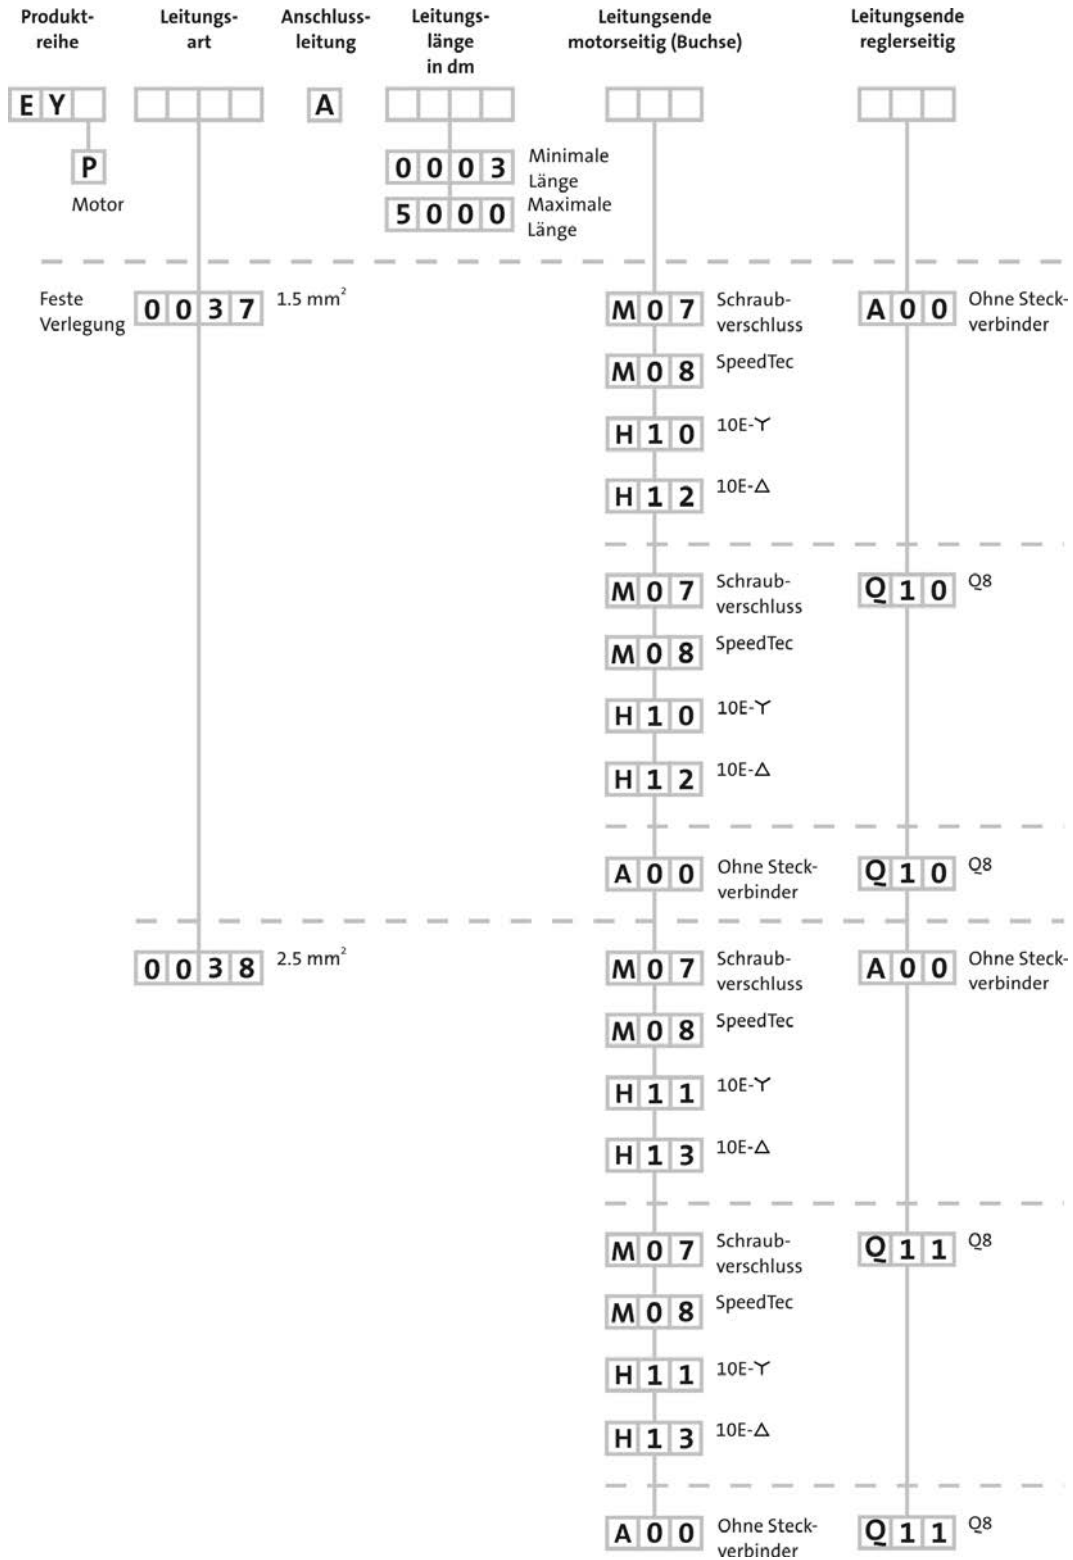 Produkt-
reihe
Leitungs-
art
Anschluss-
leitung
Leitungs-
länge
in dm
Leitungsende
motorseitig (Buchse)
Leitungsende
reglerseitig
E Y
A
P
Motor
0 0 0 3
Minimale
Länge
5 0 0 0
Maximale
Länge
Feste
Verlegung
0 0 3 7
1.5 mm²
M 0 7
Schraub-
verschluss
A 0 0
Ohne Steck-
verbinder
M 0 8
SpeedTec
H 1 0
10E-Y
H 1 2
10E-△
M 0 7
Schraub-
verschluss
Q 1 0
Q8
M 0 8
SpeedTec
H 1 0
10E-Y
H 1 2
10E-△
A 0 0
Ohne Steck-
verbinder
Q 1 0
Q8
0 0 3 8
2.5 mm²
M 0 7
Schraub-
verschluss
A 0 0
Ohne Steck-
verbinder
M 0 8
SpeedTec
H 1 1
10E-Y
H 1 3
10E-△
M 0 7
Schraub-
verschluss
Q 1 1
Q8
M 0 8
SpeedTec
H 1 1
10E-Y
H 1 3
10E-△
A 0 0
Ohne Steck-
verbinder
Q 1 1
Q8